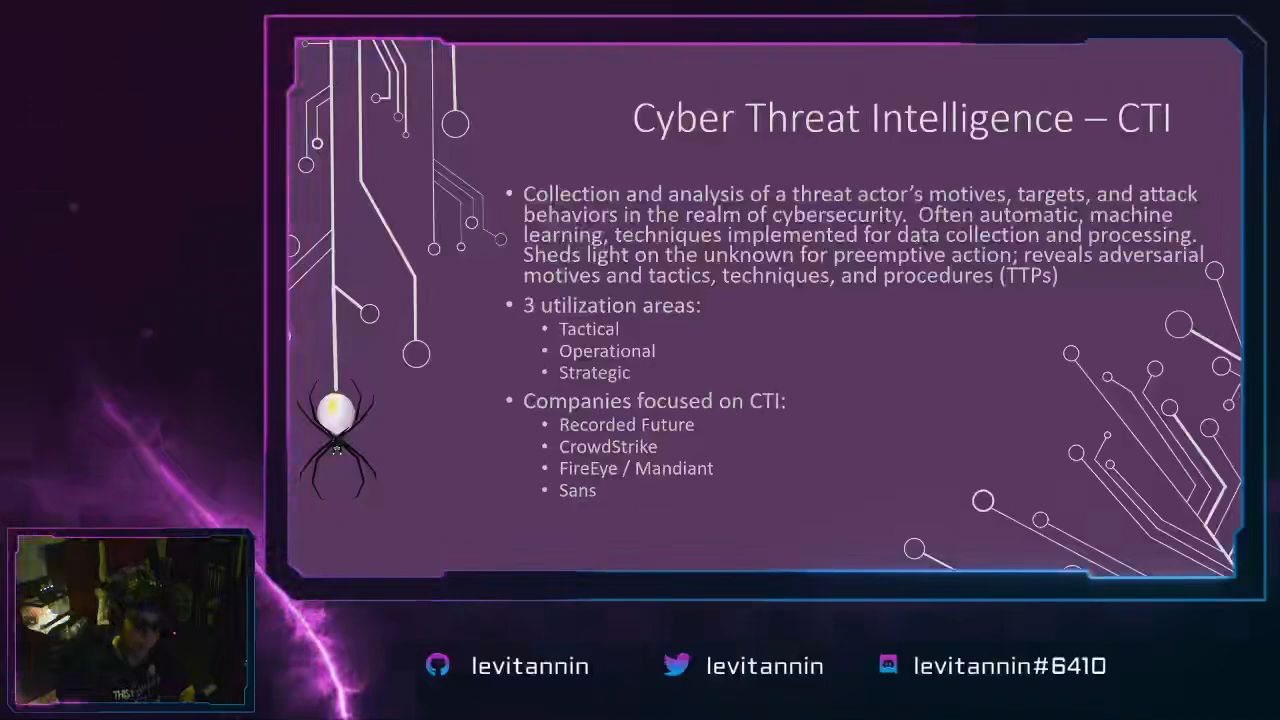 Cyber Threat Intelligence – CTI
• Collection and analysis of a threat actor’s motives, targets, and attack
behaviors in the realm of cybersecurity.  Often automatic, machine
learning, techniques implemented for data collection and processing.
Sheds light on the unknown for preemptive action; reveals adversarial
motives and tactics, techniques, and procedures (TTPs)
• 3 utilization areas:
• Tactical
• Operational
• Strategic
• Companies focused on CTI:
• Recorded Future
• CrowdStrike
• FireEye / Mandiant
• Sans
THIS
levitannin
levitannin
levitannin#6410